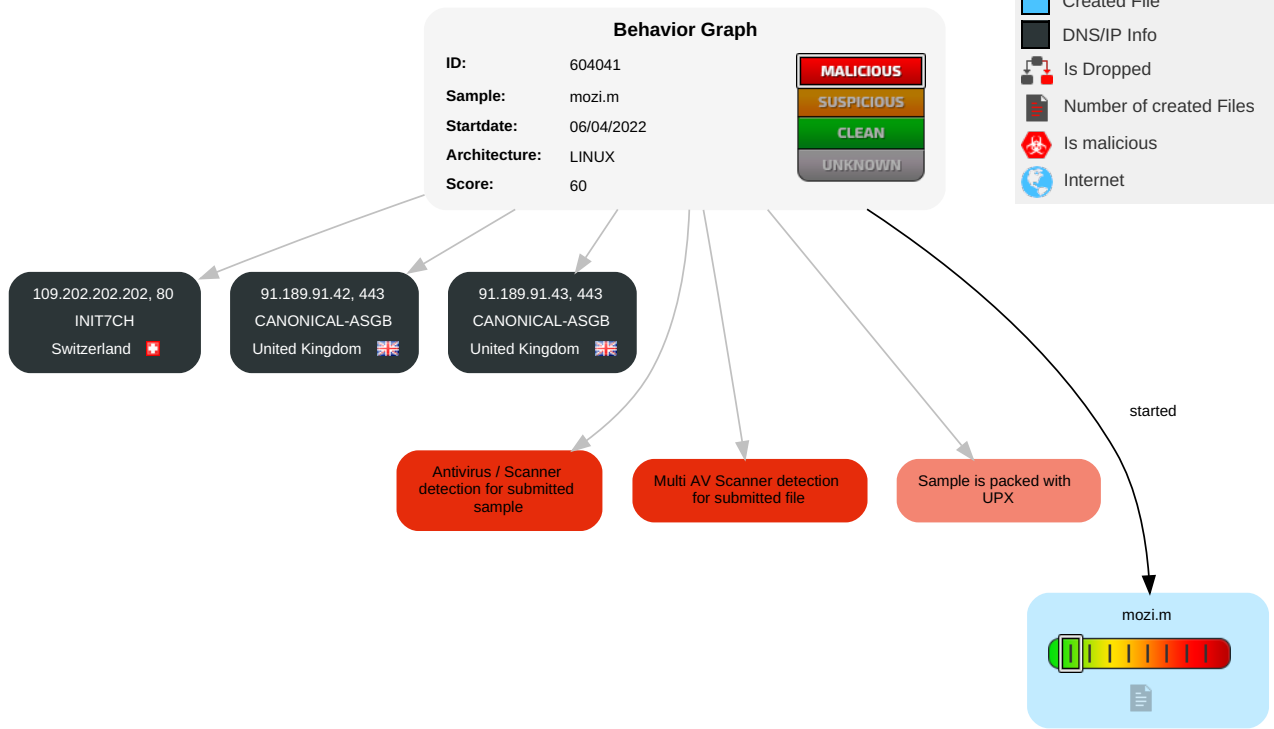 Created File
DNS/IP Info
Is Dropped
Number of created Files
Is malicious
Internet
Behavior Graph
ID: 604041
Sample: mozi.m
Startdate: 06/04/2022
Architecture: LINUX
Score: 60
MALICIOUS
SUSPICIOUS
CLEAN
UNKNOWN
109.202.202.202, 80
INIT7CH
Switzerland
91.189.91.42, 443
CANONICAL-ASGB
United Kingdom
91.189.91.43, 443
CANONICAL-ASGB
United Kingdom
started
Antivirus / Scanner
detection for submitted
sample
Multi AV Scanner detection
for submitted file
Sample is packed with
UPX
mozi.m